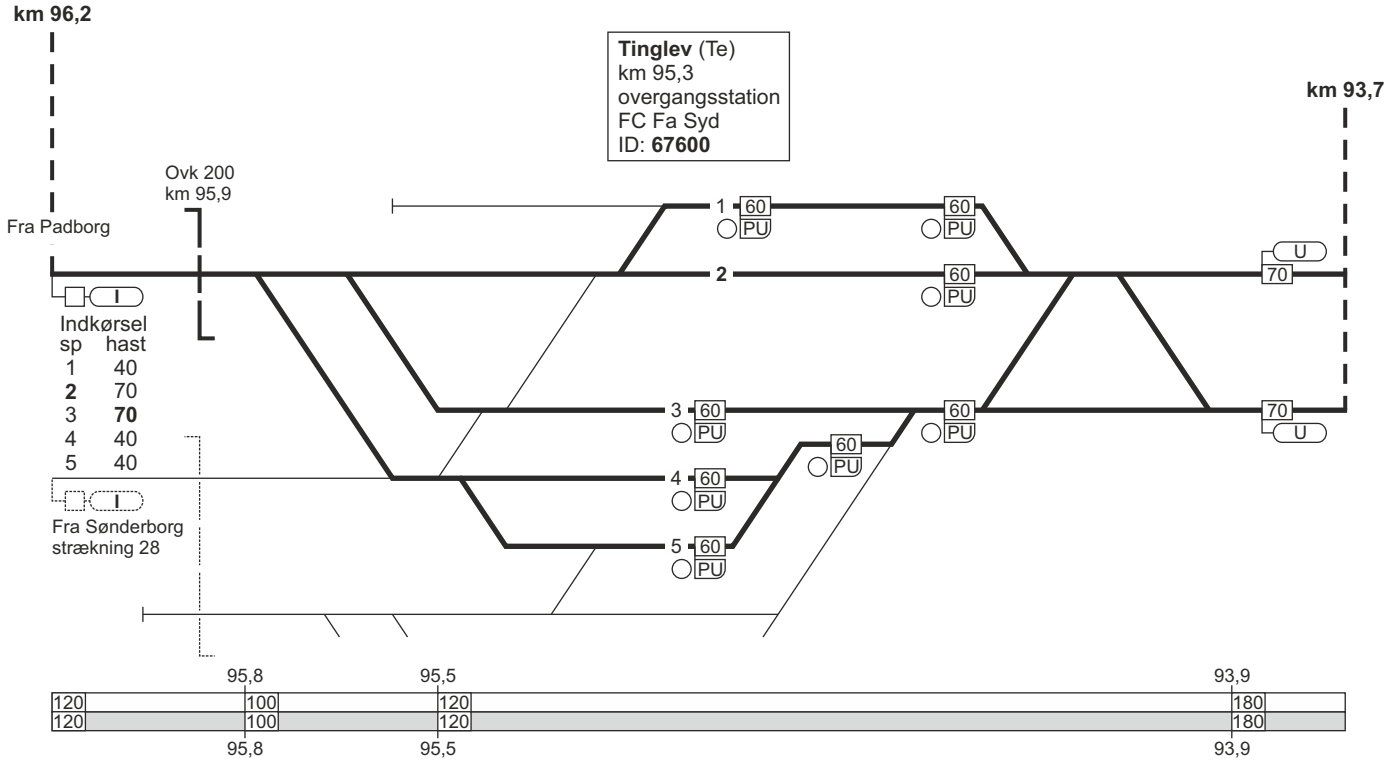 km 96,2
Tinglev (Te)
km 95,3
overgangsstation
FC Fa Syd
ID: 67600
km 93,7
Ovk 200
km 95,9
Fra Padborg
1 60 60
PU PU
U
2 60 70
I PU
Indkørsel
sp hast
1 40
2 70
3 70
4 40
5 40
3 60 60 70
PU PU U
60
PU
4 60
PU
I
Fra Sønderborg
strækning 28
5 60
PU
95,8 95,5 93,9
120 100 120 180
120 100 120 180
95,8 95,5 93,9